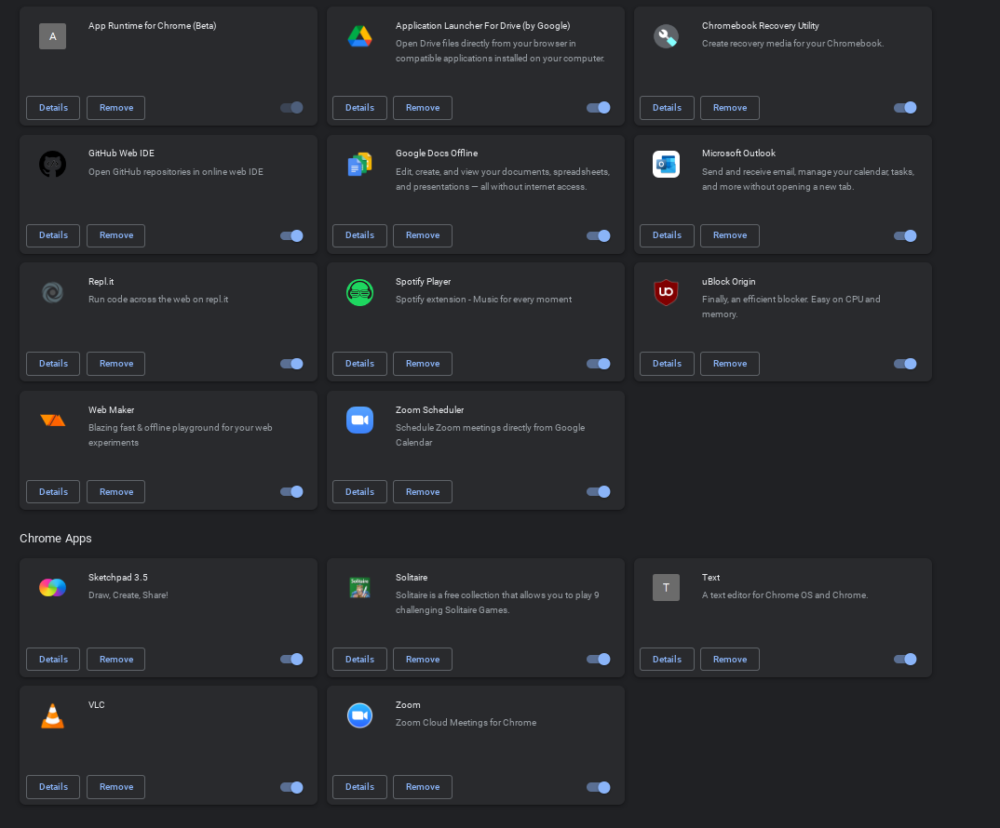 A
App Runtime for Chrome (Beta)
Details
Remove
Application Launcher For Drive (by Google)
Open Drive files directly from your browser in
compatible applications installed on your computer.
Details
Remove
Chromebook Recovery Utility
Create recovery media for your Chromebook.
Details
Remove
GitHub Web IDE
Open GitHub repositories in online web IDE
Details
Remove
Google Docs Offline
Edit, create, and view your documents, spreadsheets,
and presentations — all without internet access.
Details
Remove
Microsoft Outlook
Send and receive email, manage your calendar, tasks,
and more without opening a new tab.
Details
Remove
Repl.it
Run code across the web on repl.it
Details
Remove
Spotify Player
Spotify extension - Music for every moment
Details
Remove
uBlock Origin
Finally, an efficient blocker. Easy on CPU and
memory.
Details
Remove
Web Maker
Blazing fast & offline playground for your web
experiments
Details
Remove
Zoom Scheduler
Schedule Zoom meetings directly from Google
Calendar
Details
Remove
Chrome Apps
Sketchpad 3.5
Draw, Create, Share!
Details
Remove
Solitaire
Solitaire
Solitaire is a free collection that allows you to play 9
challenging Solitaire Games.
Details
Remove
T
Text
A text editor for Chrome OS and Chrome.
Details
Remove
VLC
Details
Remove
Zoom
Zoom Cloud Meetings for Chrome
Details
Remove